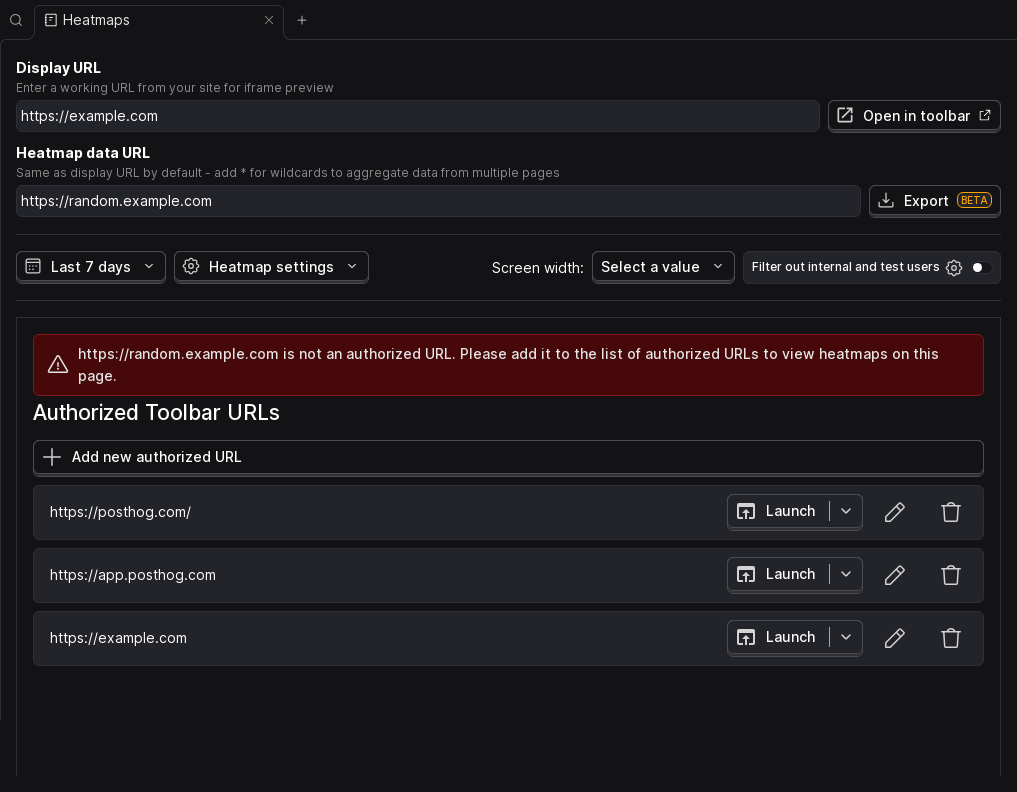 Heatmaps
Display URL
Enter a working URL from your site for iframe preview
https://example.com
Open in toolbar
Heatmap data URL
Same as display URL by default - add * for wildcards to aggregate data from multiple pages
https://random.example.com
Export BETA
Last 7 days
Heatmap settings
Screen width:
Select a value
Filter out internal and test users
https://random.example.com is not an authorized URL. Please add it to the list of authorized URLs to view heatmaps on this
page.
Authorized Toolbar URLs
Add new authorized URL
https://posthog.com/
Launch
https://app.posthog.com
Launch
https://example.com
Launch